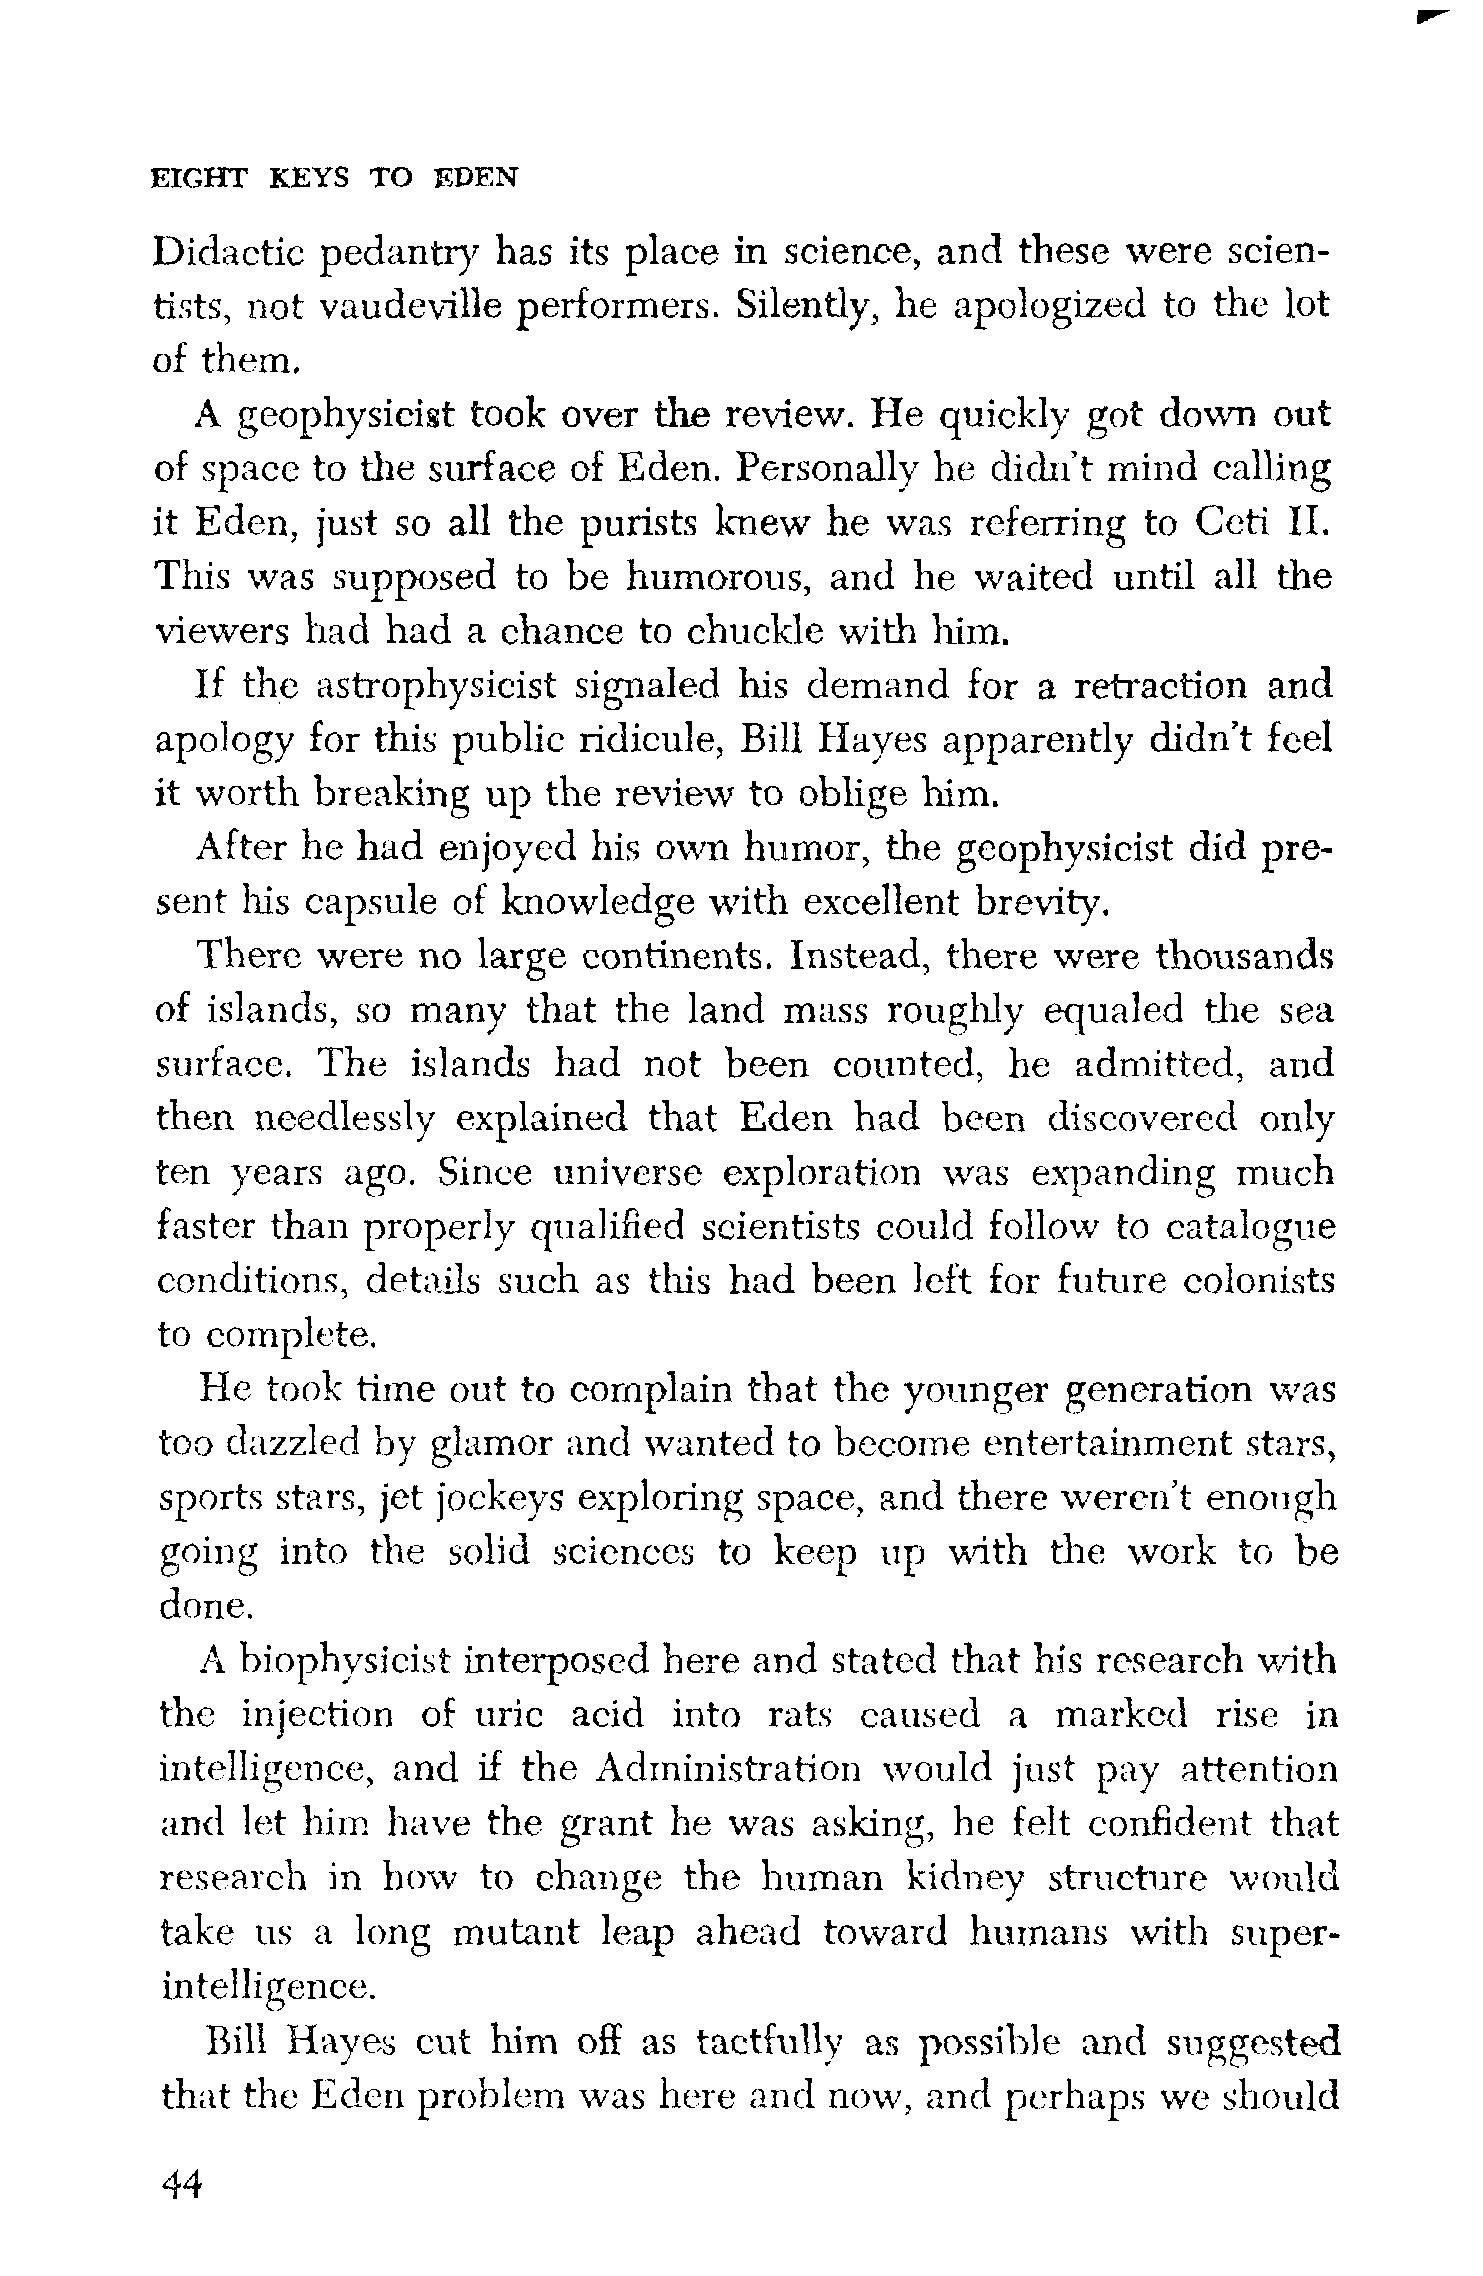 EIGHT KEYS TO EDEN
Didactic pedantry has its place in science, and these were scien-
tists, not vaudeville performers. Silently, he apologized to the lot
of them.
A geophysicist took over the review. He quickly got down out
of space to the surface of Eden. Personally he didn't mind calling
it Eden, just so all the purists knew he was referring to Ceti II.
This was supposed to be humorous, and he waited until all the
viewers had had a chance to chuckle with him.
If the astrophysicist signaled his demand for a retraction and
apology for this public ridicule, Bill Hayes apparently didn't feel
it worth breaking up the review to oblige him.
After he had enjoyed his own humor, the geophysicist did pre-
sent his capsule of knowledge with excellent brevity.
There were no large continents. Instead, there were thousands
of islands, so many that the land mass roughly equaled the sea
surface. The islands had not been counted, he admitted, and
then needlessly explained that Eden had been discovered only
ten years ago. Since universe exploration was expanding much
faster than properly qualified scientists could follow to catalogue
conditions, details such as this had been left for future colonists
to complete.
He took time out to complain that the younger generation was
too dazzled by glamor and wanted to become entertainment stars,
sports stars, jet jockeys exploring space, and there weren't enough
going into the solid sciences to keep up with the work to be
done.
A biophysicist interposed here and stated that his research with
the injection of uric acid into rats caused a marked rise in
intelligence, and if the Administration would just pay attention
and let him have the grant he was asking, he felt confident that
research in how to change the human kidney structure would
take us a long mutant leap ahead toward humans with super-
intelligence.
Bill Hayes cut him off as tactfully as possible and suggested
that the Eden problem was here and now, and perhaps we should
44